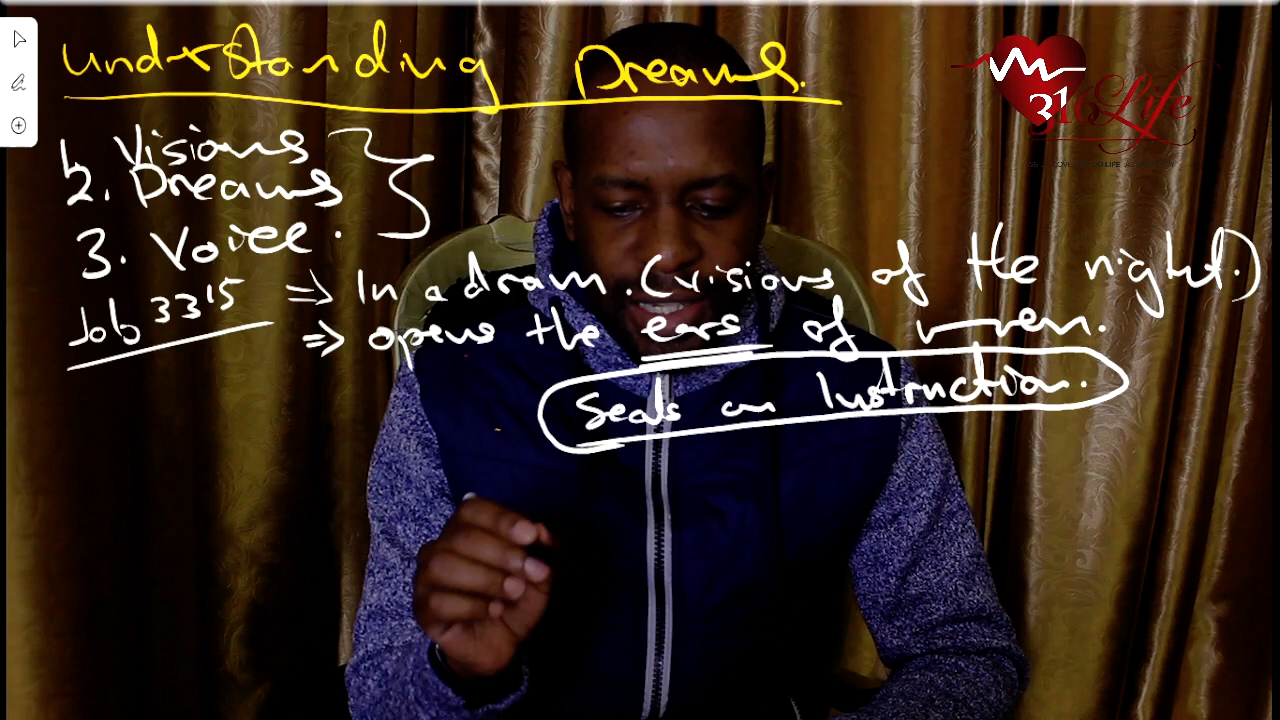 understanding Dreams.
316 Life
1. Visions
2. Dreams
3. Voice.
Job 33 15 => In a dream. (visions of the night.)
=> opens the ears of men.
Seals an Instruction.